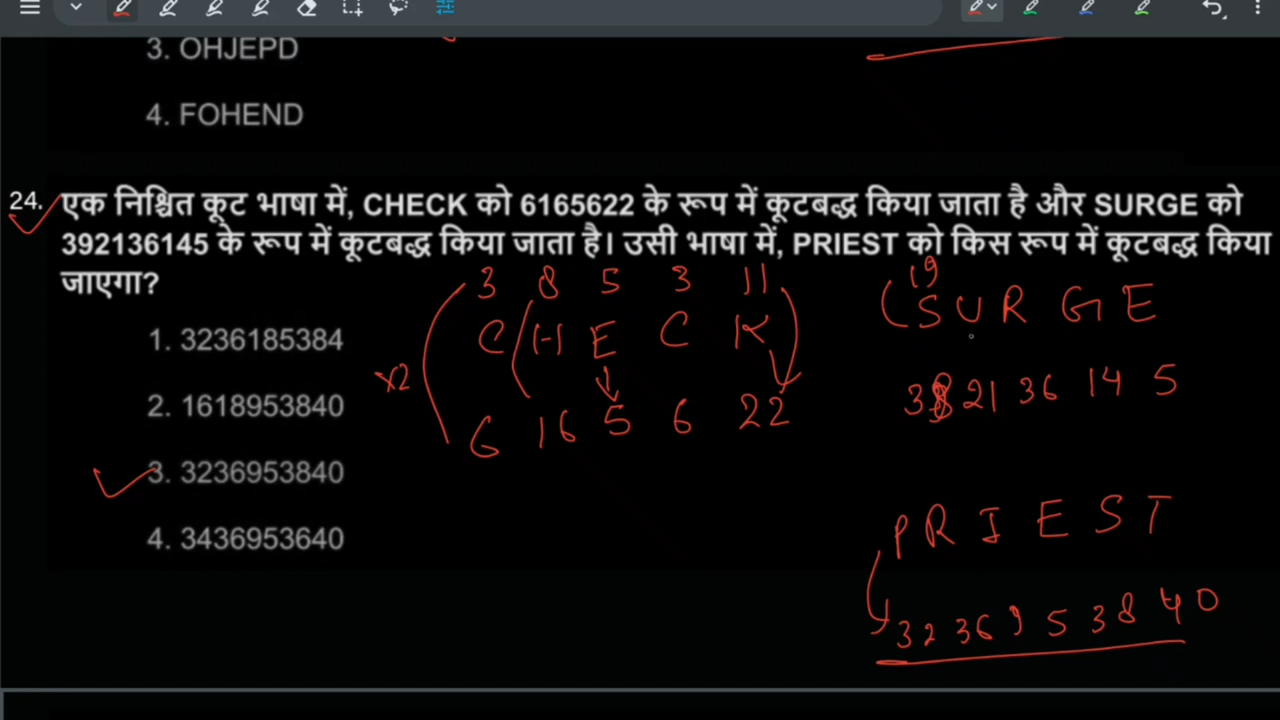 3. OHJEPD
4. FOHEND
24. एक निश्चित कूट भाषा में, CHECK को 6165622 के रूप में कूटबद्ध किया जाता है और SURGE को
392136145 के रूप में कूटबद्ध किया जाता है। उसी भाषा में, PRIEST को किस रूप में कूटबद्ध किया
जाएगा?
3 8 5 3 11
19
1. 3236185384
C H E C K
S U R G E
×2
2. 1618953840
6 16 5 6 22
21 36 14 5
3. 3236953840
4. 3436953640
P R I E S T
32 36 9 5 38 40